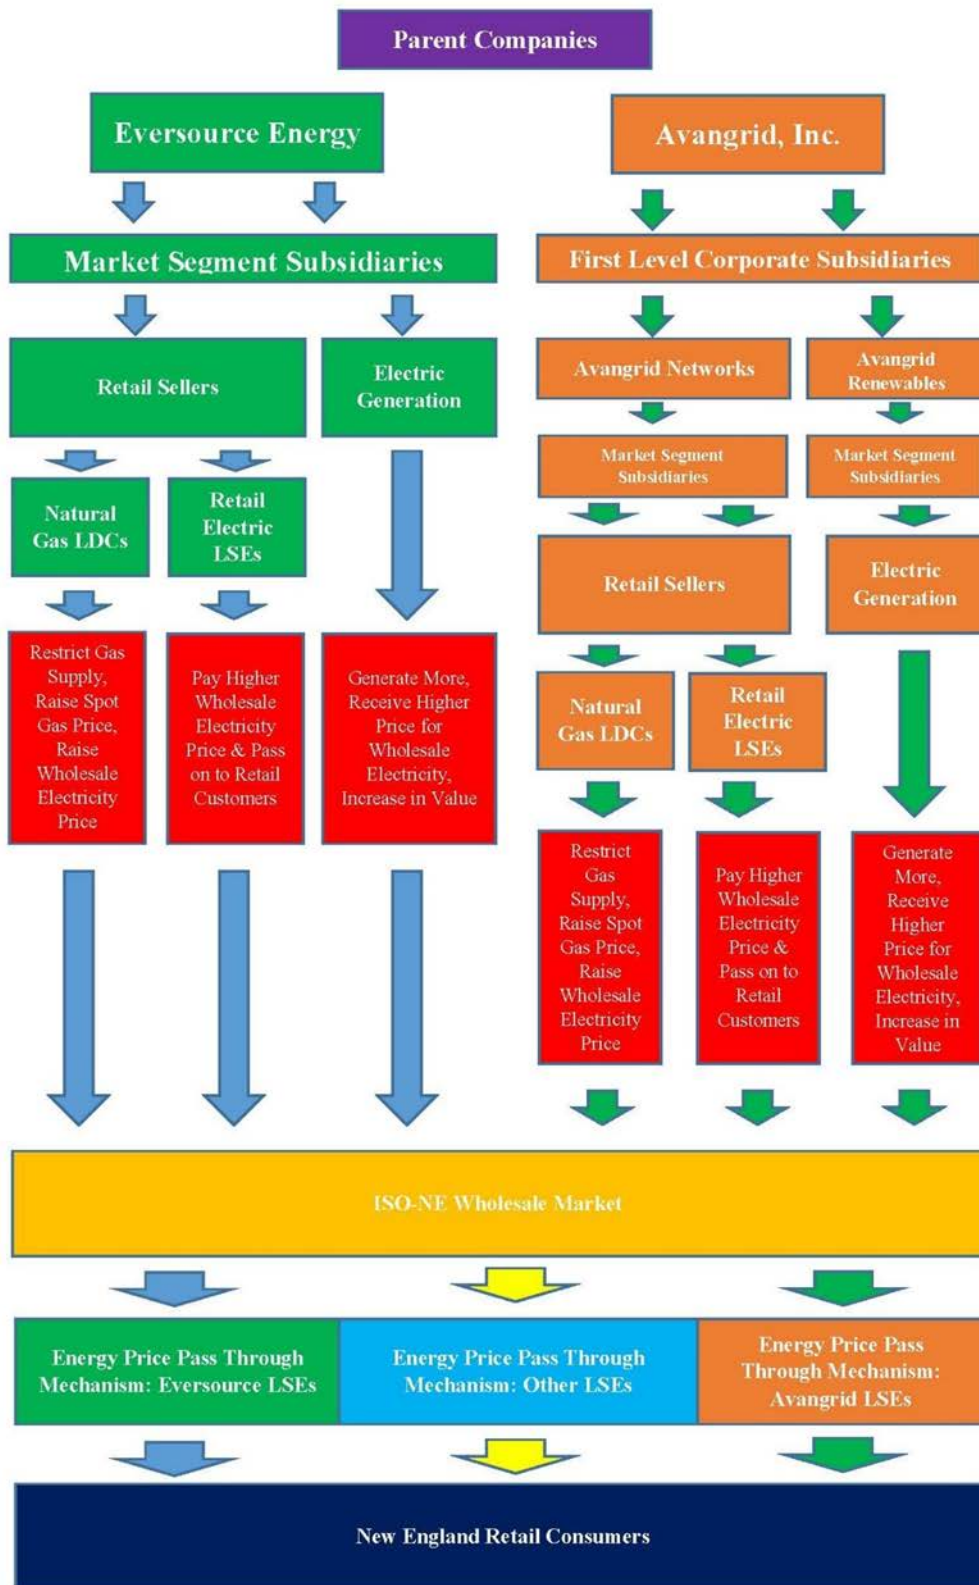 Parent Companies
Eversource Energy
Avangrid, Inc.
Market Segment Subsidiaries
First Level Corporate Subsidiaries
Retail Sellers
Electric
Generation
Avangrid Networks
Avangrid
Renewables
Market Segment
Subsidiaries
Market Segment
Subsidiaries
Natural
Gas LDCs
Retail
Electric
LSEs
Retail Sellers
Electric
Generation
Restrict Gas
Supply,
Raise Spot
Gas Price,
Raise
Wholesale
Electricity
Price
Pay Higher
Wholesale
Electricity
Price & Pass
on to Retail
Customers
Generate More,
Receive Higher
Price for
Wholesale
Electricity,
Increase in Value
Natural
Gas LDCs
Retail
Electric
LSEs
Restrict
Gas
Supply,
Raise Spot
Gas Price,
Raise
Wholesale
Electricity
Price
Pay Higher
Wholesale
Electricity
Price &
Pass on to
Retail
Customers
Generate
More,
Receive
Higher
Price for
Wholesale
Electricity,
Increase in
Value
ISO-NE Wholesale Market
Energy Price Pass Through
Mechanism: Eversource LSEs
Energy Price Pass Through
Mechanism: Other LSEs
Energy Price Pass
Through Mechanism:
Avangrid LSEs
New England Retail Consumers